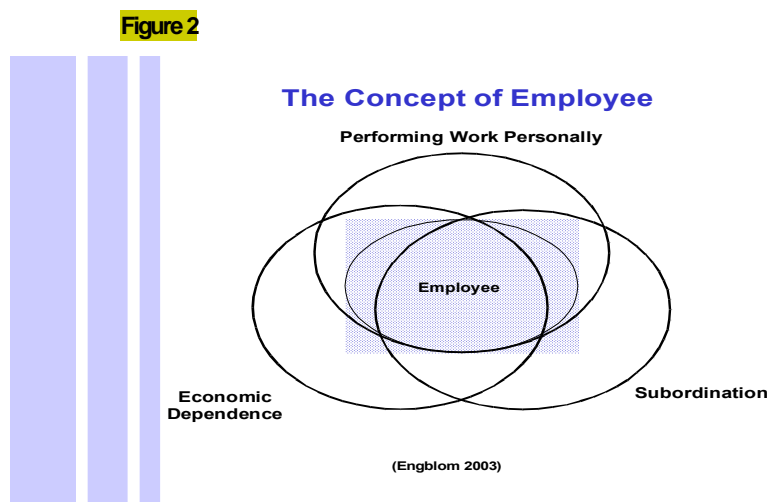 Figure 2
The Concept of Employee
Performing Work Personally
Employee
Economic
Dependence
Subordination
(Engblom 2003)